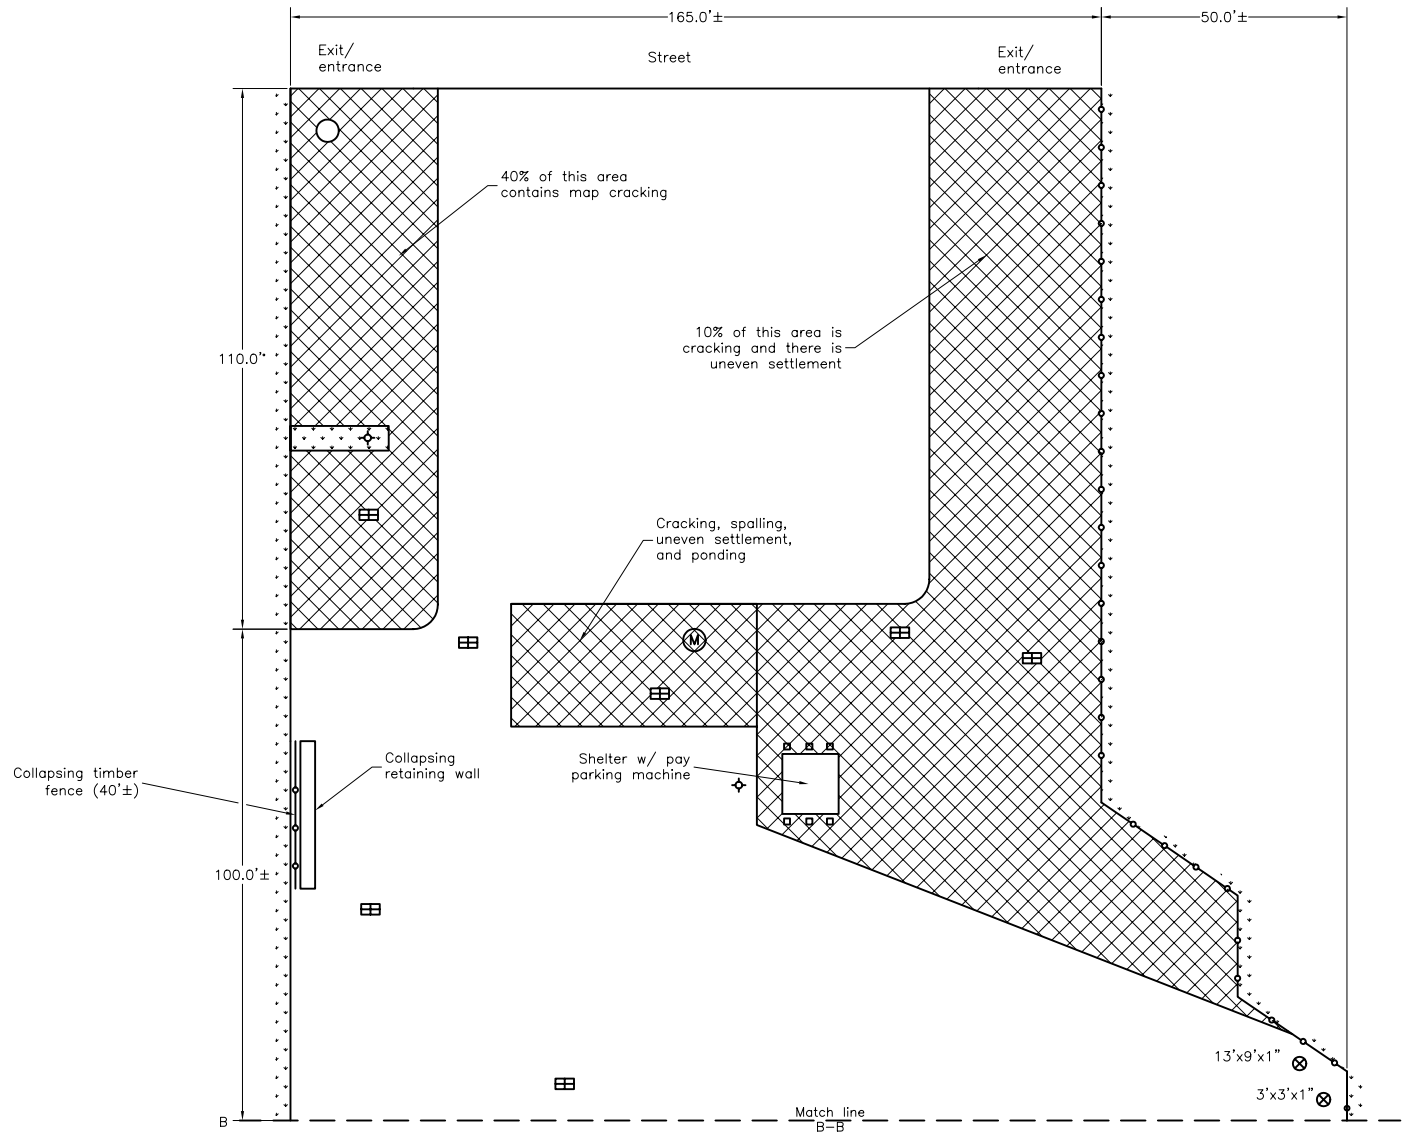 165.0'±
50.0'±
Exit/
entrance
Street
Exit/
entrance
40% of this area
contains map cracking
10% of this area is
cracking and there is
uneven settlement
110.0'
Cracking, spalling,
uneven settlement,
and ponding
M
Collapsing timber
fence (40'±)
Collapsing
retaining wall
Shelter w/ pay
parking machine
100.0'±
13'x9'x1"
3'x3'x1"
B
Match line
B-B